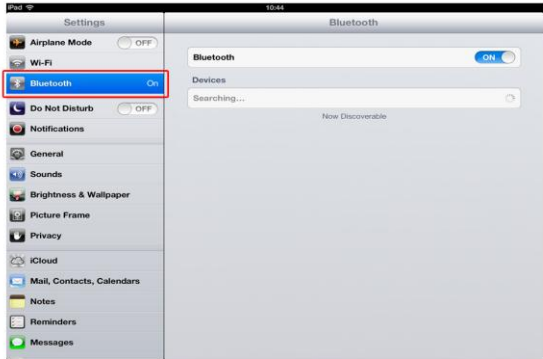 iPad
10:44
Settings
Bluetooth
Airplane Mode OFF
Wi-Fi
Bluetooth On
Do Not Disturb OFF
Notifications
General
Sounds
Brightness & Wallpaper
Picture Frame
Privacy
iCloud
Mail, Contacts, Calendars
Notes
Reminders
Messages
Bluetooth ON
Devices
Searching...
Now Discoverable